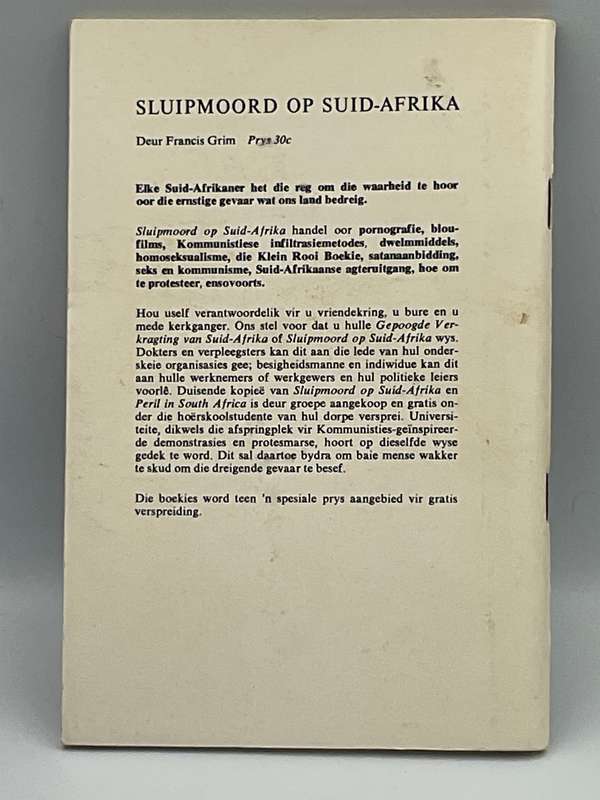 SLUIPMOORD OP SUID-AFRIKA
Deur Francis Grim Prys 30c
Elke Suid-Afrikaner het die reg om die waarheid te hoor
oor die ernstige gevaar wat ons land bedreig.
Sluipmoord op Suid-Afrika handel oor pornografie, blou-
films, Kommunistiese infiltrasiemetodes, dwelmmiddels,
homoseksualisme, die Klein Rooi Boekie, satanaanbidding,
seks en kommunisme, Suid-Afrikaanse agteruitgang, hoe om
te protesteer, ensovoorts.
Hou uself verantwoordelik vir u vriendekring, u bure en u
mede kerkganger. Ons stel voor dat u hulle Gepoogde Ver-
kragting van Suid-Afrika of Sluipmoord op Suid-Afrika wys.
Dokters en verpleegsters kan dit aan die lede van hul onder-
skeie organisasies gee; besigheidsmanne en indiwidue kan dit
aan hulle werknemers of werkgewers en hul politieke leiers
voorlê. Duisende kopieë van Sluipmoord op Suid-Afrika en
Peril in South Africa is deur groepe aangekoop en gratis on-
der die hoërskoolstudente van hul dorpe versprei. Universi-
teite, dikwels die afspringplek vir Kommunisties-geïnspireer-
de demonstrasies en protesmarse, hoort op dieselfde wyse
gedek te word. Dit sal daartoe bydra om baie mense wakker
te skud om die dreigende gevaar te besef.
Die boekies word teen 'n spesiale prys aangebied vir gratis
verspreiding.